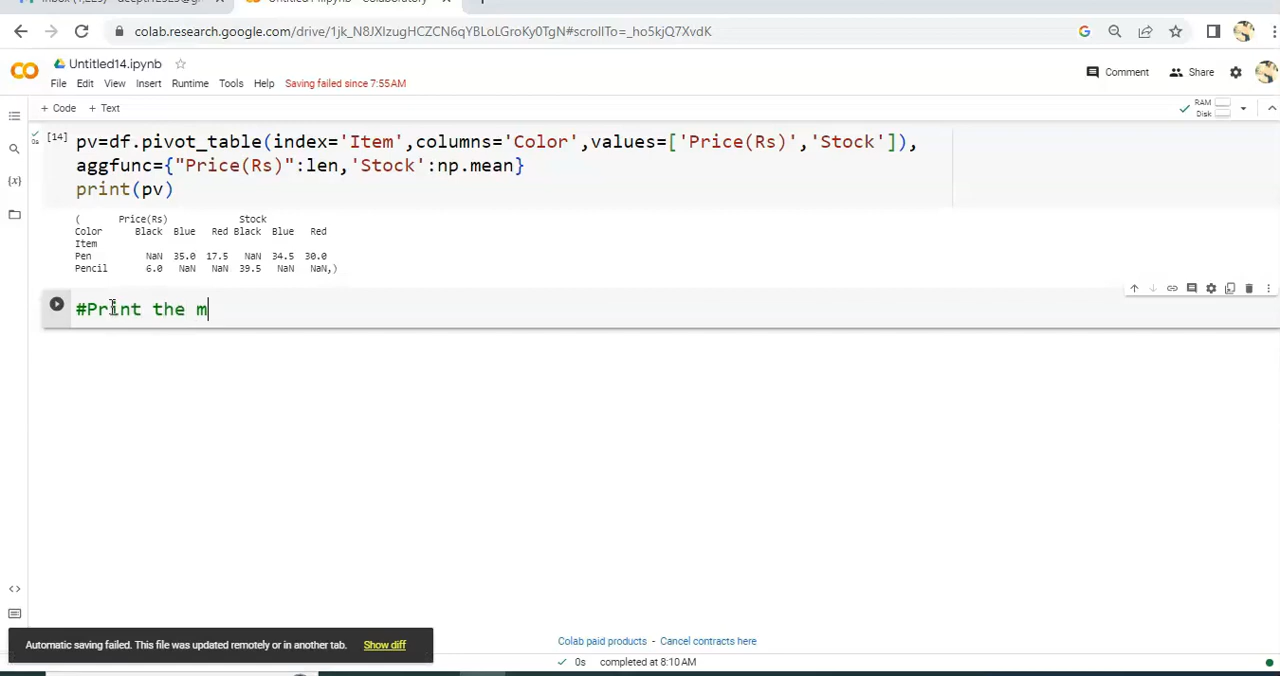 colab.research.google.com/drive/1jk_N8JXIzugHCZCN6qYBLoLGroKy0TgN#scrollTo=_ho5kjQ7XvdK
Untitled14.ipynb
File Edit View Insert Runtime Tools Help Saving failed since 7:55AM
Comment Share
+ Code + Text
RAM
Disk
[14]
0s
pv=df.pivot_table(index='Item',columns='Color',values=['Price(Rs)','Stock']),
aggfunc={"Price(Rs)":len,'Stock':np.mean}
print(pv)
( Price(Rs) Stock
Color Black Blue Red Black Blue Red
Item
Pen NaN 35.0 17.5 NaN 34.5 30.0
Pencil 6.0 NaN NaN 39.5 NaN NaN,)
#Print the m
Automatic saving failed. This file was updated remotely or in another tab. Show diff
Colab paid products - Cancel contracts here
0s completed at 8:10 AM